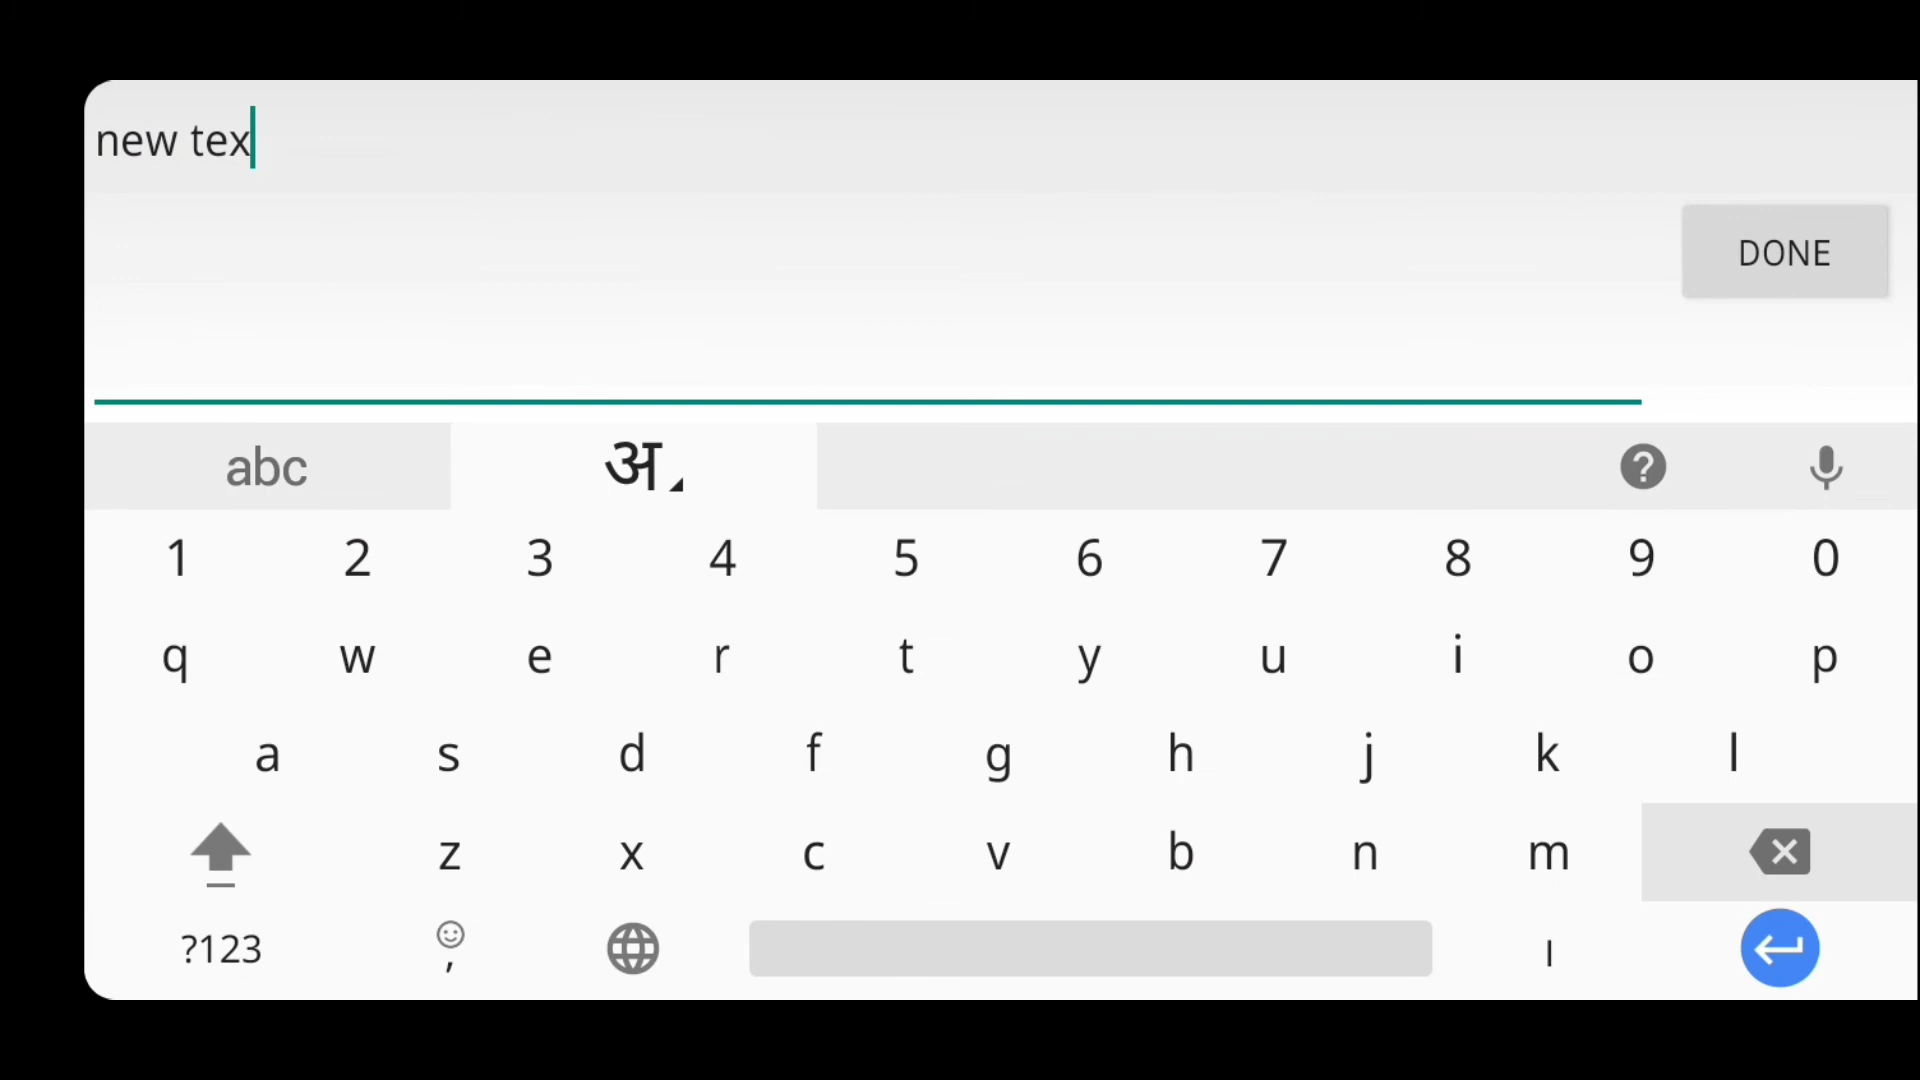 new tex
DONE
abc अ
1 2 3 4 5 6 7 8 9 0
q w e r t y u i o p
a s d f g h j k l
z x c v b n m
?123 , ।